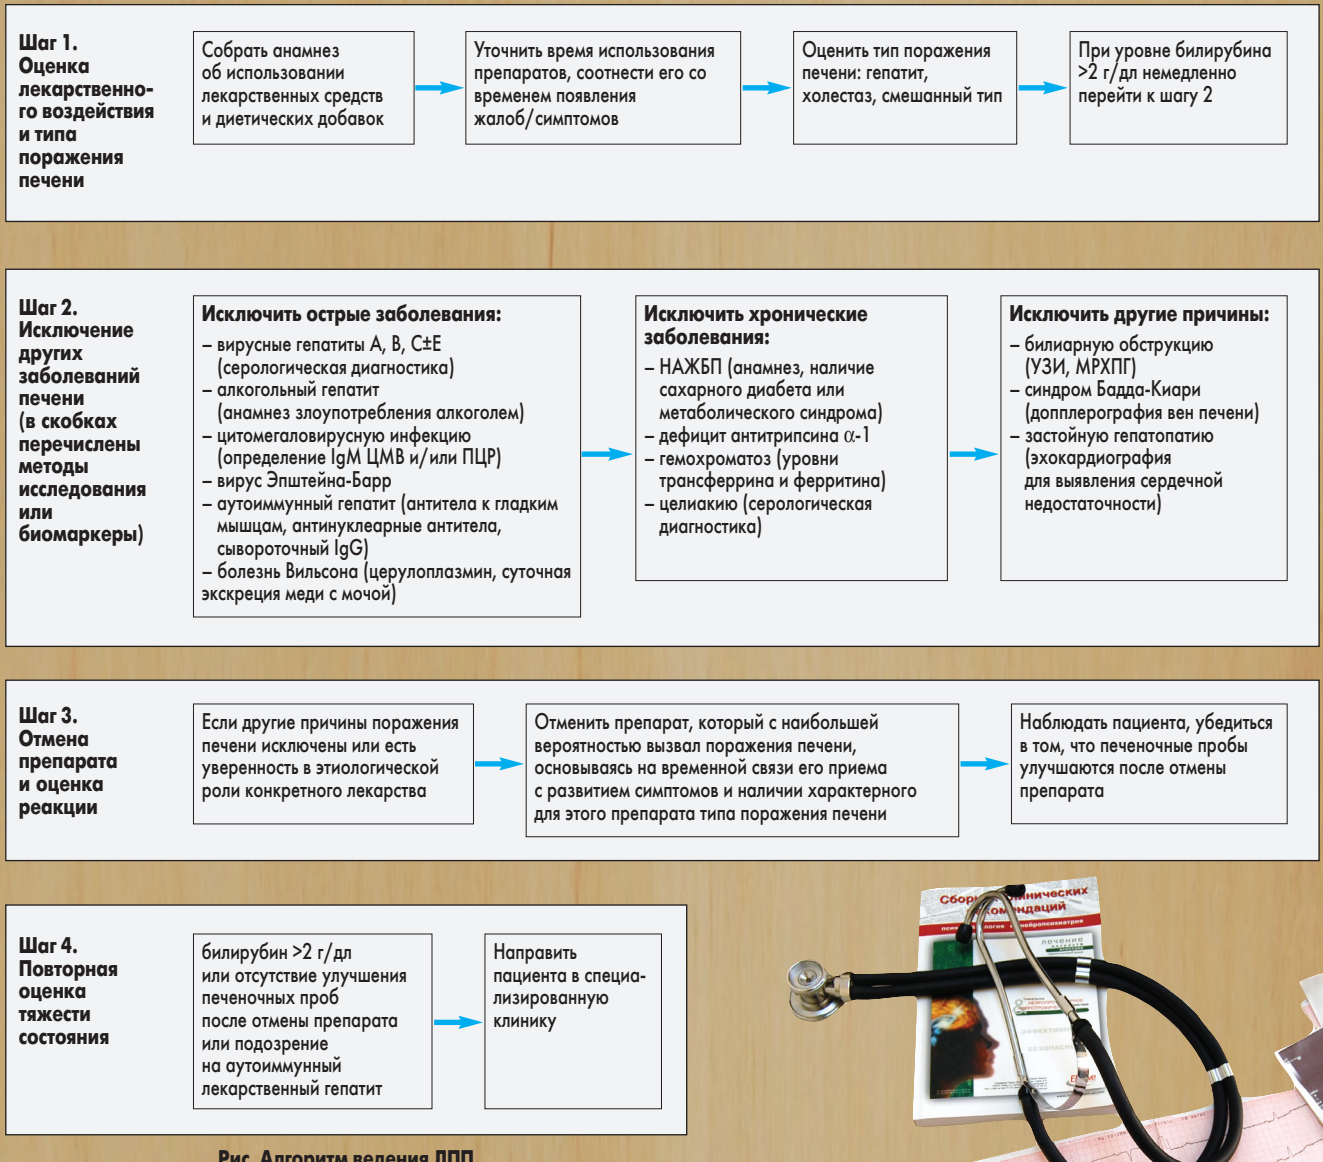 Шаг 1.
Оценка
лекарственно-
го воздействия
и типа
поражения
печени
Собрать анамнез
об использовании
лекарственных средств
и диетических добавок
Уточнить время использования
препаратов, соотнести его со
временем появления
жалоб/симптомов
Оценить тип поражения
печени: гепатит,
холестаз, смешанный тип
При уровне билирубина
>2 г/дл немедленно
перейти к шагу 2
Шаг 2.
Исключение
других
заболеваний
печени
(в скобках
перечислены
методы
исследования
или
биомаркеры)
Исключить острые заболевания:
– вирусные гепатиты А, В, С±Е
(серологическая диагностика)
– алкогольный гепатит
(анамнез злоупотребления алкоголем)
– цитомегаловирусную инфекцию
(определение IgM ЦМВ и/или ПЦР)
– вирус Эпштейна-Барр
– аутоиммунный гепатит (антитела к гладким
мышцам, антинуклеарные антитела,
сывороточный IgG)
– болезнь Вильсона (церулоплазмин, суточная
экскреция меди с мочой)
Исключить хронические
заболевания:
– НАЖБП (анамнез, наличие
сахарного диабета или
метаболического синдрома)
– дефицит антитрипсина α-1
– гемохроматоз (уровни
трансферрина и ферритина)
– целиакию (серологическая
диагностика)
Исключить другие причины:
– билиарную обструкцию
(УЗИ, МРХПГ)
– синдром Бадда-Киари
(допплерография вен печени)
– застойную гепатопатию
(эхокардиография
для выявления сердечной
недостаточности)
Шаг 3.
Отмена
препарата
и оценка
реакции
Если другие причины поражения
печени исключены или есть
уверенность в этиологической
роли конкретного лекарства
Отменить препарат, который с наибольшей
вероятностью вызвал поражения печени,
основываясь на временной связи его приема
с развитием симптомов и наличии характерного
для этого препарата типа поражения печени
Наблюдать пациента, убедиться
в том, что печеночные пробы
улучшаются после отмены
препарата
Шаг 4.
Повторная
оценка
тяжести
состояния
билирубин >2 г/дл
или отсутствие улучшения
печеночных проб
после отмены препарата
или подозрение
на аутоиммунный
лекарственный гепатит
Направить
пациента в специа-
лизированную
клинику
Рис. Алгоритм ведения ЛПП
лечение